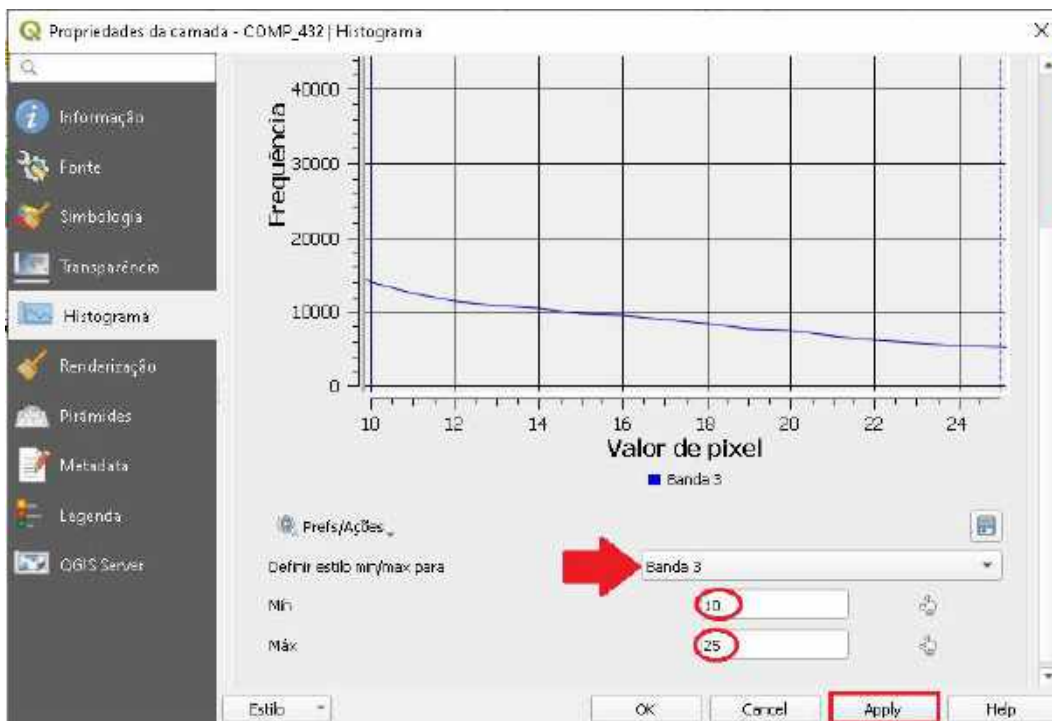 Propriedades da camada - COMP_432 | Histograma
Informação
Fonte
Simbologia
Transparência
Histograma
Renderização
Pirâmides
Metadata
Legenda
QGIS Server
Frequência
40000
30000
20000
10000
0
10 12 14 16 18 20 22 24
Valor de pixel
Banda 3
Prefs/Ações
Definir estilo min/max para
Banda 3
Mín
10
Máx
25
Estilo
OK
Cancel
Apply
Help